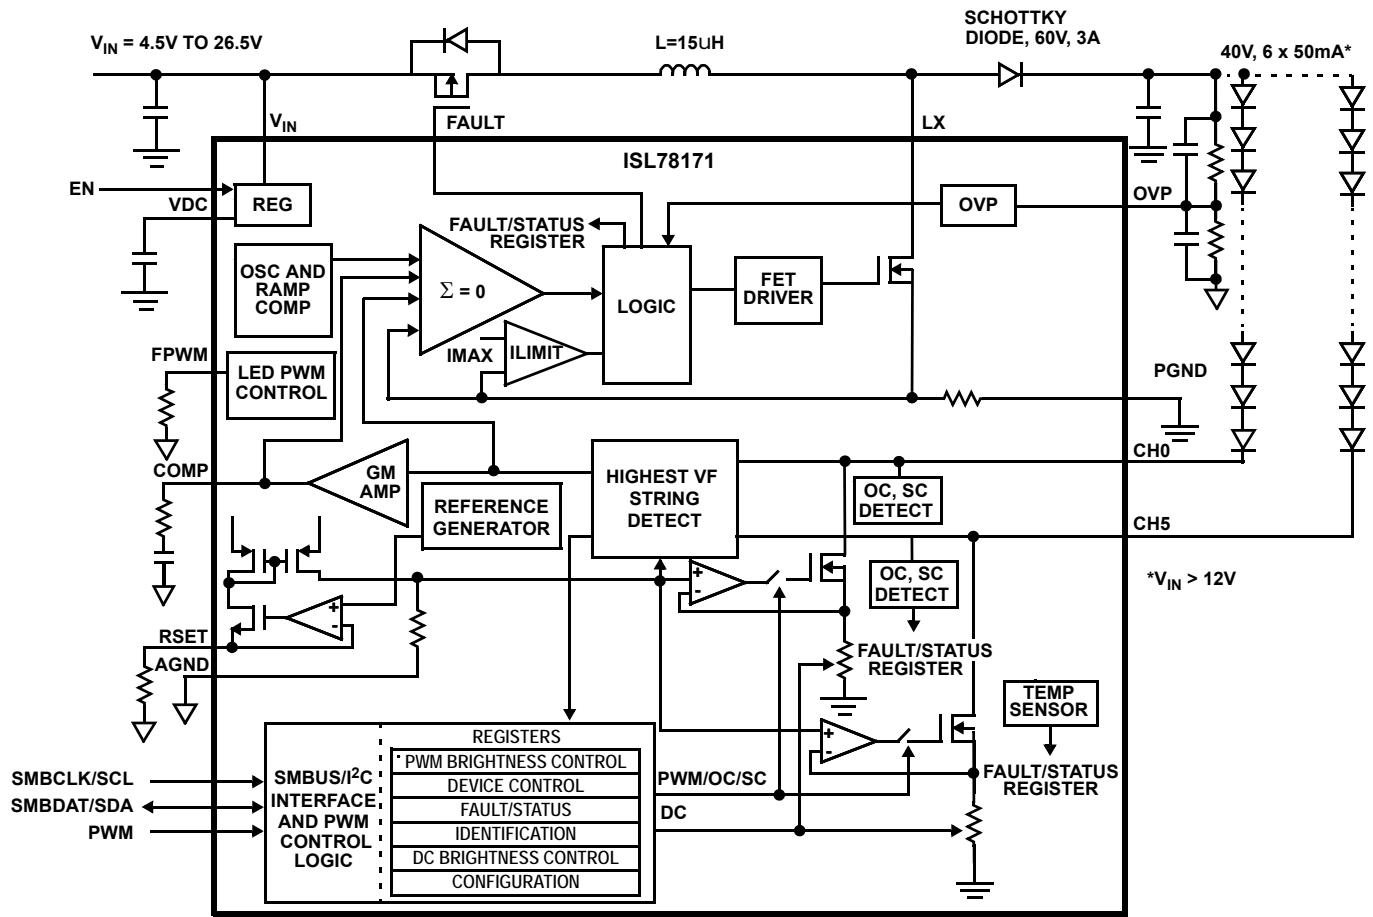 V_IN = 4.5V TO 26.5V
L=15uH
SCHOTTKY
DIODE, 60V, 3A
40V, 6 x 50mA*
V_IN
FAULT
LX
ISL78171
EN
VDC
REG
FAULT/STATUS
REGISTER
OVP
OVP
OSC AND
RAMP
COMP
Σ = 0
LOGIC
FET
DRIVER
IMAX
ILIMIT
FPWM
LED PWM
CONTROL
PGND
COMP
GM
AMP
HIGHEST VF
STRING
DETECT
CH0
OC, SC
DETECT
REFERENCE
GENERATOR
CH5
+
-
OC, SC
DETECT
*V_IN > 12V
+
-
RSET
AGND
FAULT/STATUS
REGISTER
TEMP
SENSOR
+
-
FAULT/STATUS
REGISTER
REGISTERS
PWM BRIGHTNESS CONTROL
DEVICE CONTROL
FAULT/STATUS
IDENTIFICATION
DC BRIGHTNESS CONTROL
CONFIGURATION
SMBUS/I²C
INTERFACE
AND PWM
CONTROL
LOGIC
SMBCLK/SCL
SMBDAT/SDA
PWM
PWM/OC/SC
DC